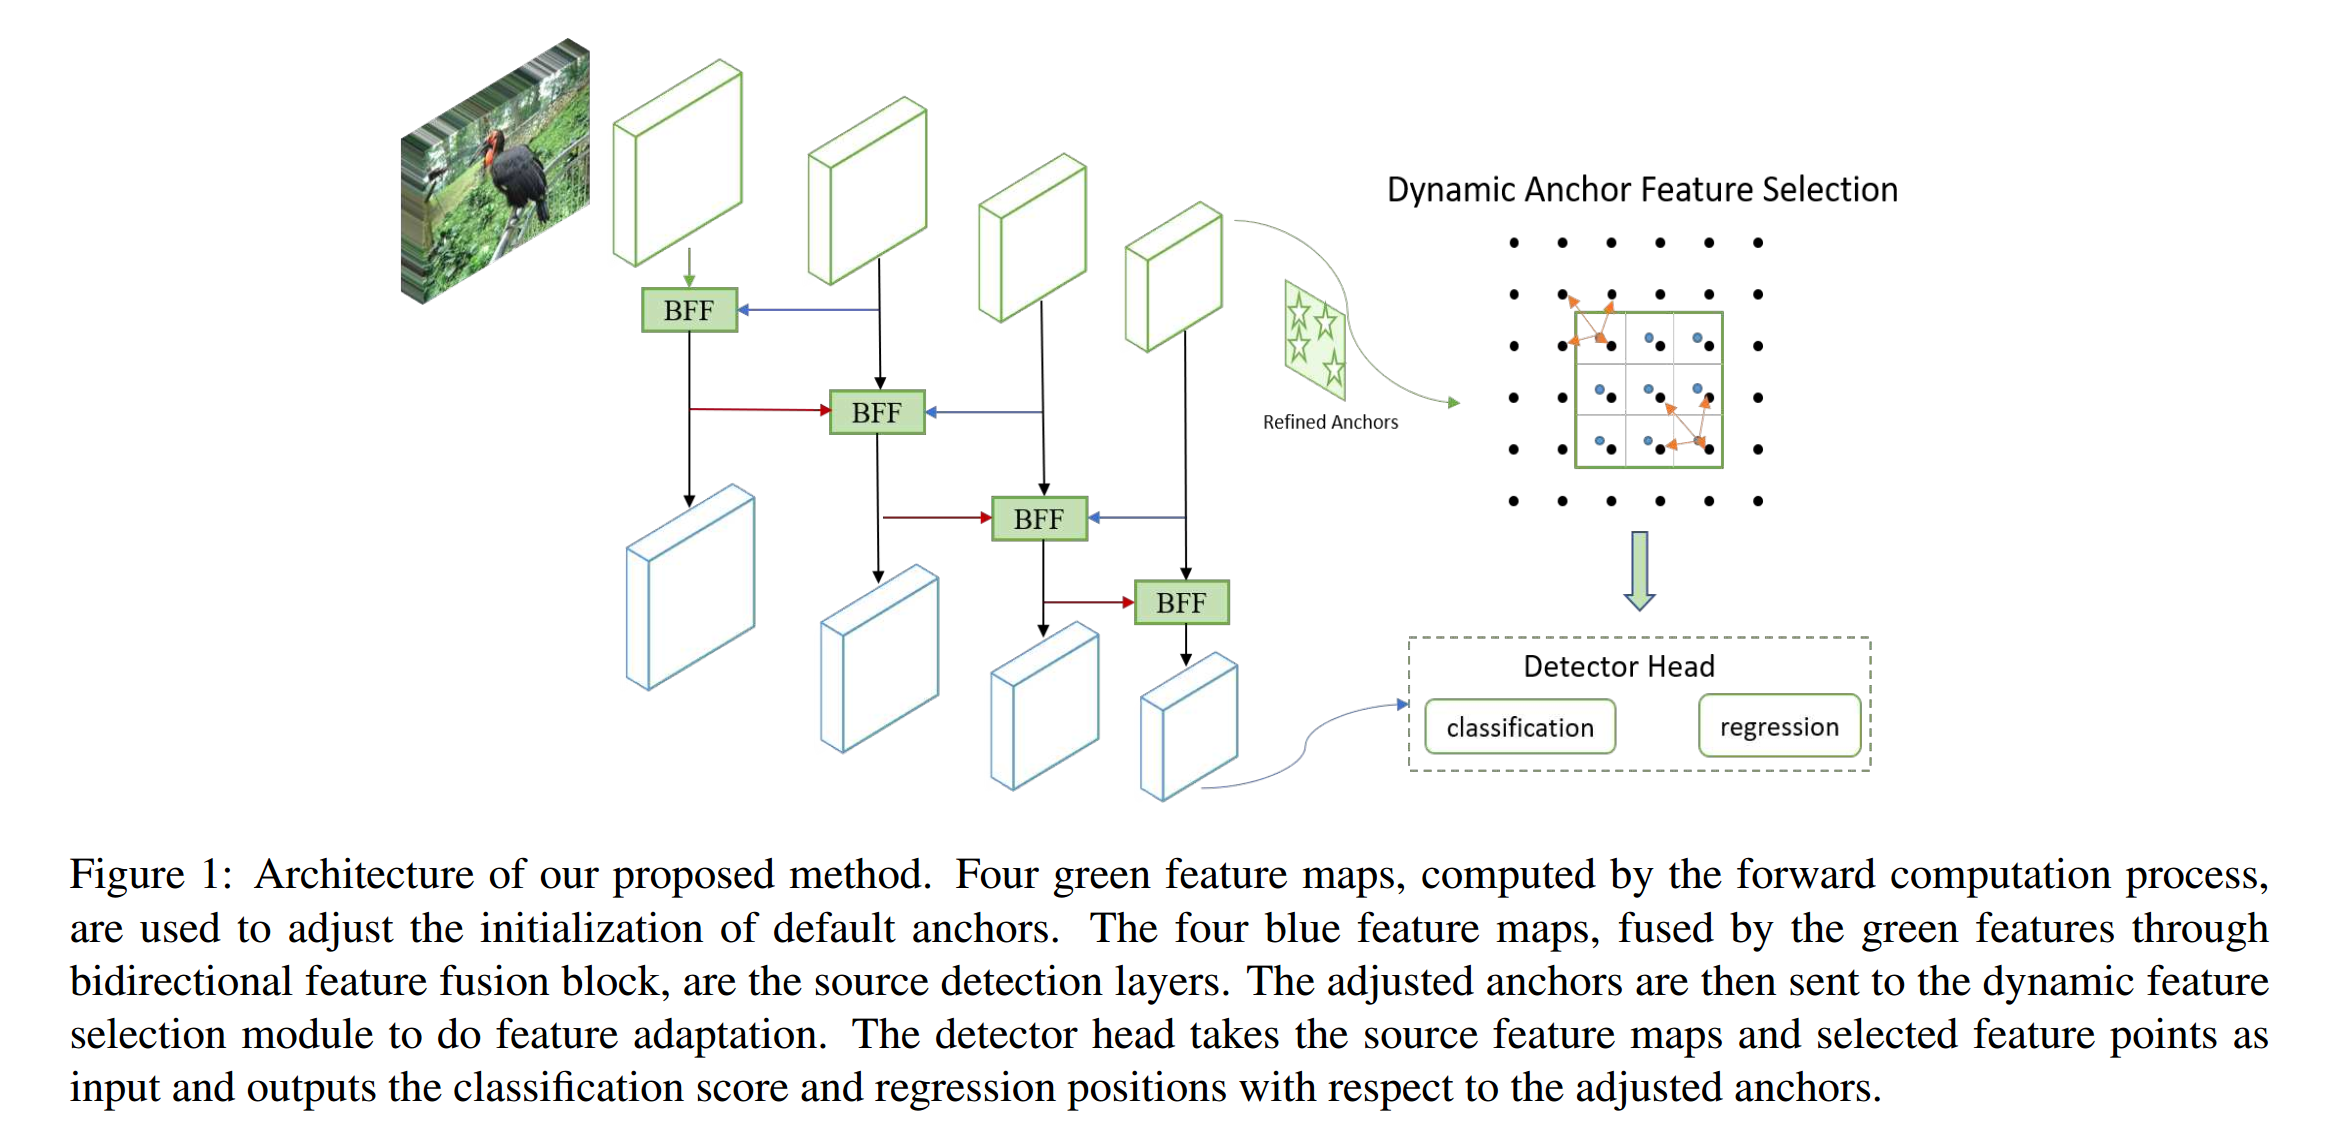 Dynamic Anchor Feature Selection
BFF
BFF
Refined Anchors
BFF
BFF
Detector Head
classification
regression
Figure 1: Architecture of our proposed method. Four green feature maps, computed by the forward computation process,
are used to adjust the initialization of default anchors. The four blue feature maps, fused by the green features through
bidirectional feature fusion block, are the source detection layers. The adjusted anchors are then sent to the dynamic feature
selection module to do feature adaptation. The detector head takes the source feature maps and selected feature points as
input and outputs the classification score and regression positions with respect to the adjusted anchors.